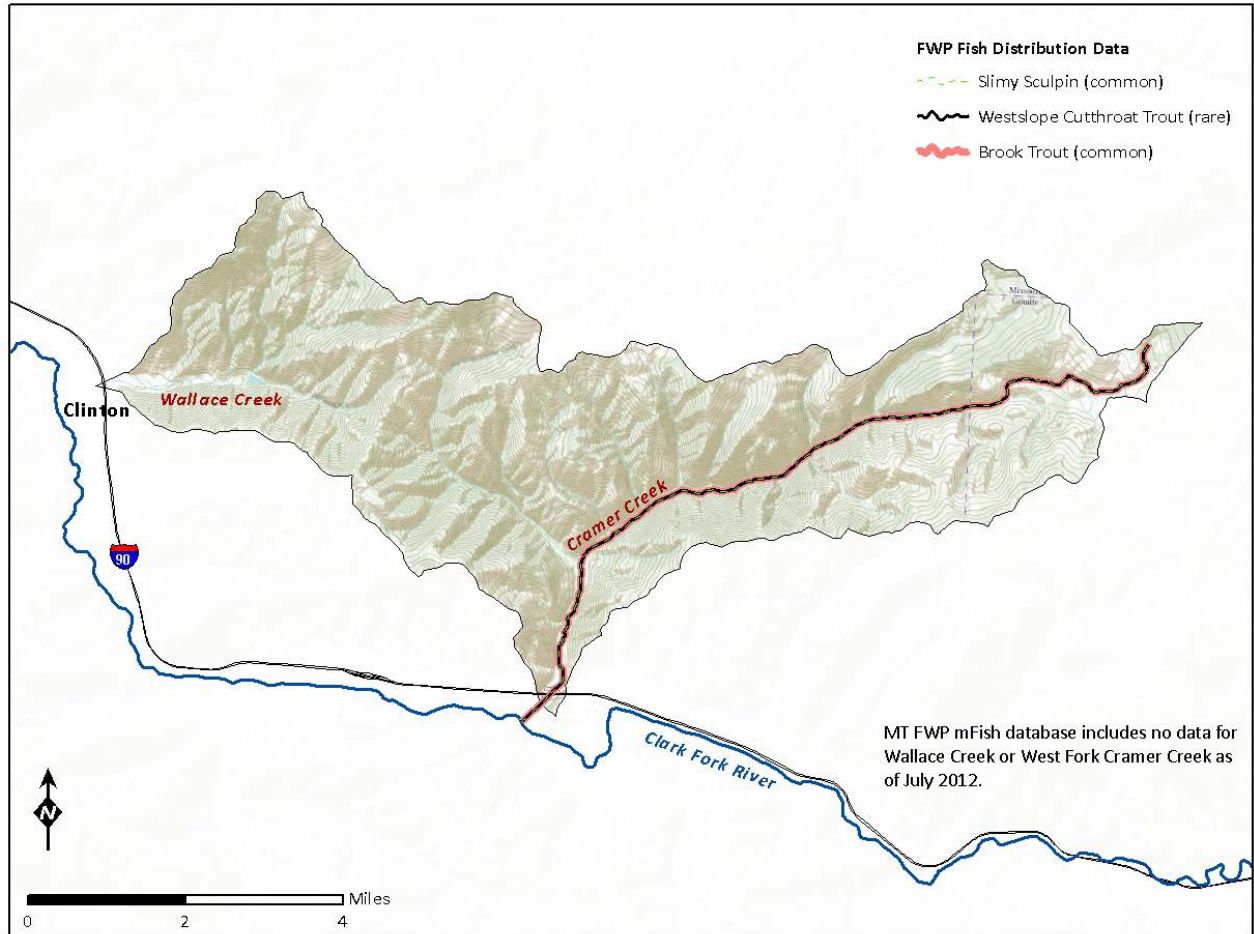 FWP Fish Distribution Data
Slimy Sculpin (common)
Westslope Cutthroat Trout (rare)
Brook Trout (common)
Missoula
Granite
Clinton
Wallace Creek
Cramer Creek
90
Clark Fork River
MT FWP mFish database includes no data for
Wallace Creek or West Fork Cramer Creek as
of July 2012.
N
Miles
0 2 4